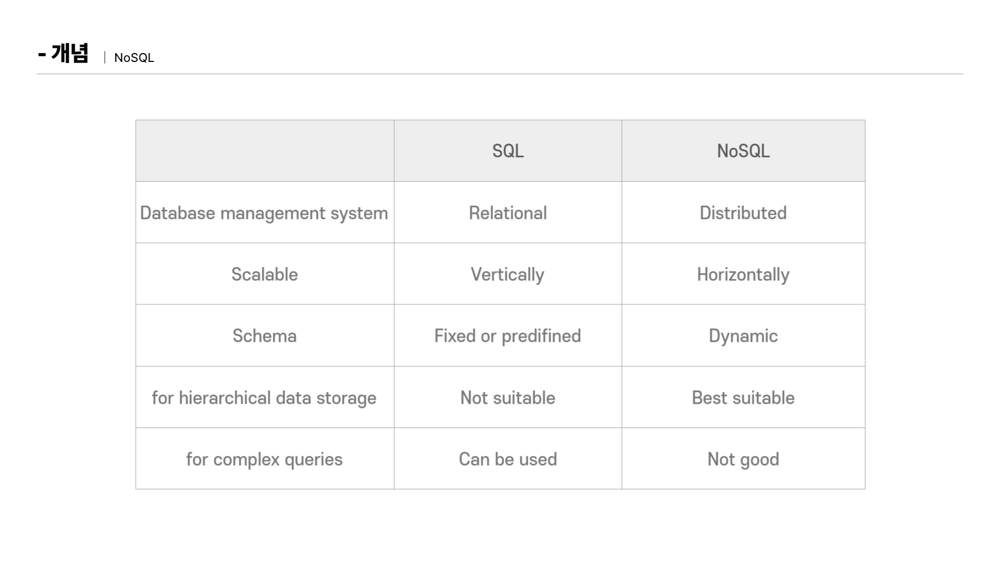 - 개념 | NoSQL
SQL NoSQL
Database management system Relational Distributed
Scalable Vertically Horizontally
Schema Fixed or predifined Dynamic
for hierarchical data storage Not suitable Best suitable
for complex queries Can be used Not good